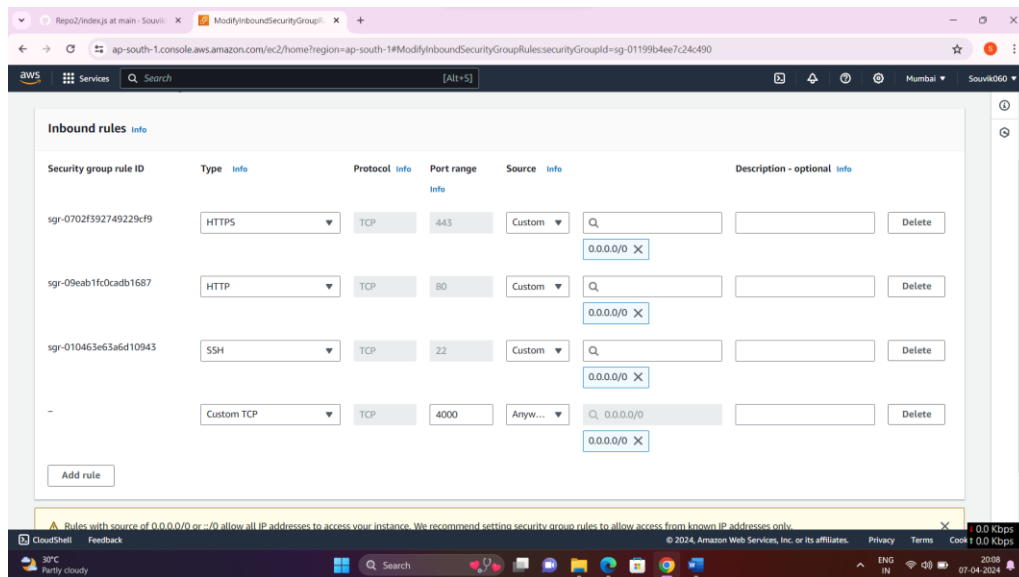 Repo2/index.js at main - Souvik
ModifyInboundSecurityGroupR
ap-south-1.console.aws.amazon.com/ec2/home?region=ap-south-1#ModifyInboundSecurityGroupRules:securityGroupId=sg-01199b4ee7c24c490
aws Services Search [Alt+S] Mumbai Souvik060
Inbound rules Info
Security group rule ID Type Info Protocol Info Port range Info Source Info Description - optional Info
sgr-0702f392749229cf9 HTTPS TCP 443 Custom Delete
0.0.0.0/0
sgr-09eab1fc0cadb1687 HTTP TCP 80 Custom Delete
0.0.0.0/0
sgr-010463e63a6d10943 SSH TCP 22 Custom Delete
0.0.0.0/0
- Custom TCP TCP 4000 Anyw... 0.0.0.0/0 Delete
0.0.0.0/0
Add rule
Rules with source of 0.0.0.0/0 or ::/0 allow all IP addresses to access your instance. We recommend setting security group rules to allow access from known IP addresses only.
CloudShell Feedback © 2024, Amazon Web Services, Inc. or its affiliates. Privacy Terms Cook
0.0 Kbps
0.0 Kbps
30°C
Partly cloudy
Search
ENG
IN
20:08
07-04-2024